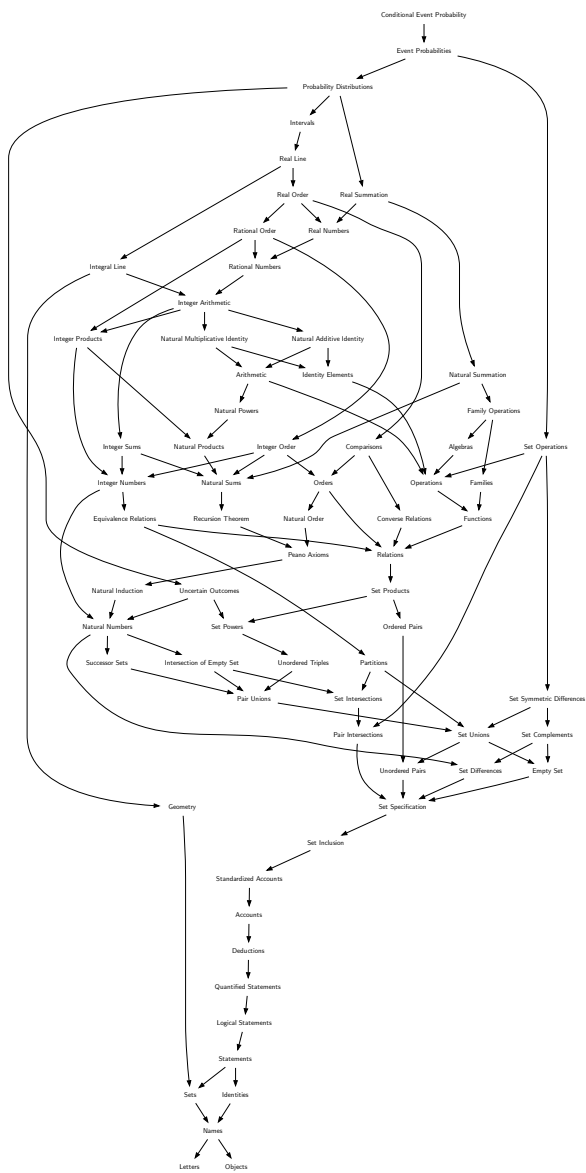 Conditional Event Probability
Event Probabilities
Probability Distributions
Intervals
Real Line
Real Order Real Summation
Rational Order Real Numbers
Integral Line Rational Numbers
Integer Arithmetic
Integer Products Natural Multiplicative Identity Natural Additive Identity
Arithmetic Identity Elements Natural Summation
Natural Powers Family Operations
Integer Sums Natural Products Integer Order Comparisons Algebras Set Operations
Integer Numbers Natural Sums Orders Operations Families
Equivalence Relations Recursion Theorem Natural Order Converse Relations Functions
Peano Axioms Relations
Natural Induction Uncertain Outcomes Set Products
Natural Numbers Set Powers Ordered Pairs
Successor Sets Intersection of Empty Set Unordered Triples Partitions
Pair Unions Set Intersections Set Symmetric Differences
Pair Intersections Set Unions Set Complements
Unordered Pairs Set Differences Empty Set
Geometry Set Specification
Set Inclusion
Standardized Accounts
Accounts
Deductions
Quantified Statements
Logical Statements
Statements
Sets Identities
Names
Letters Objects